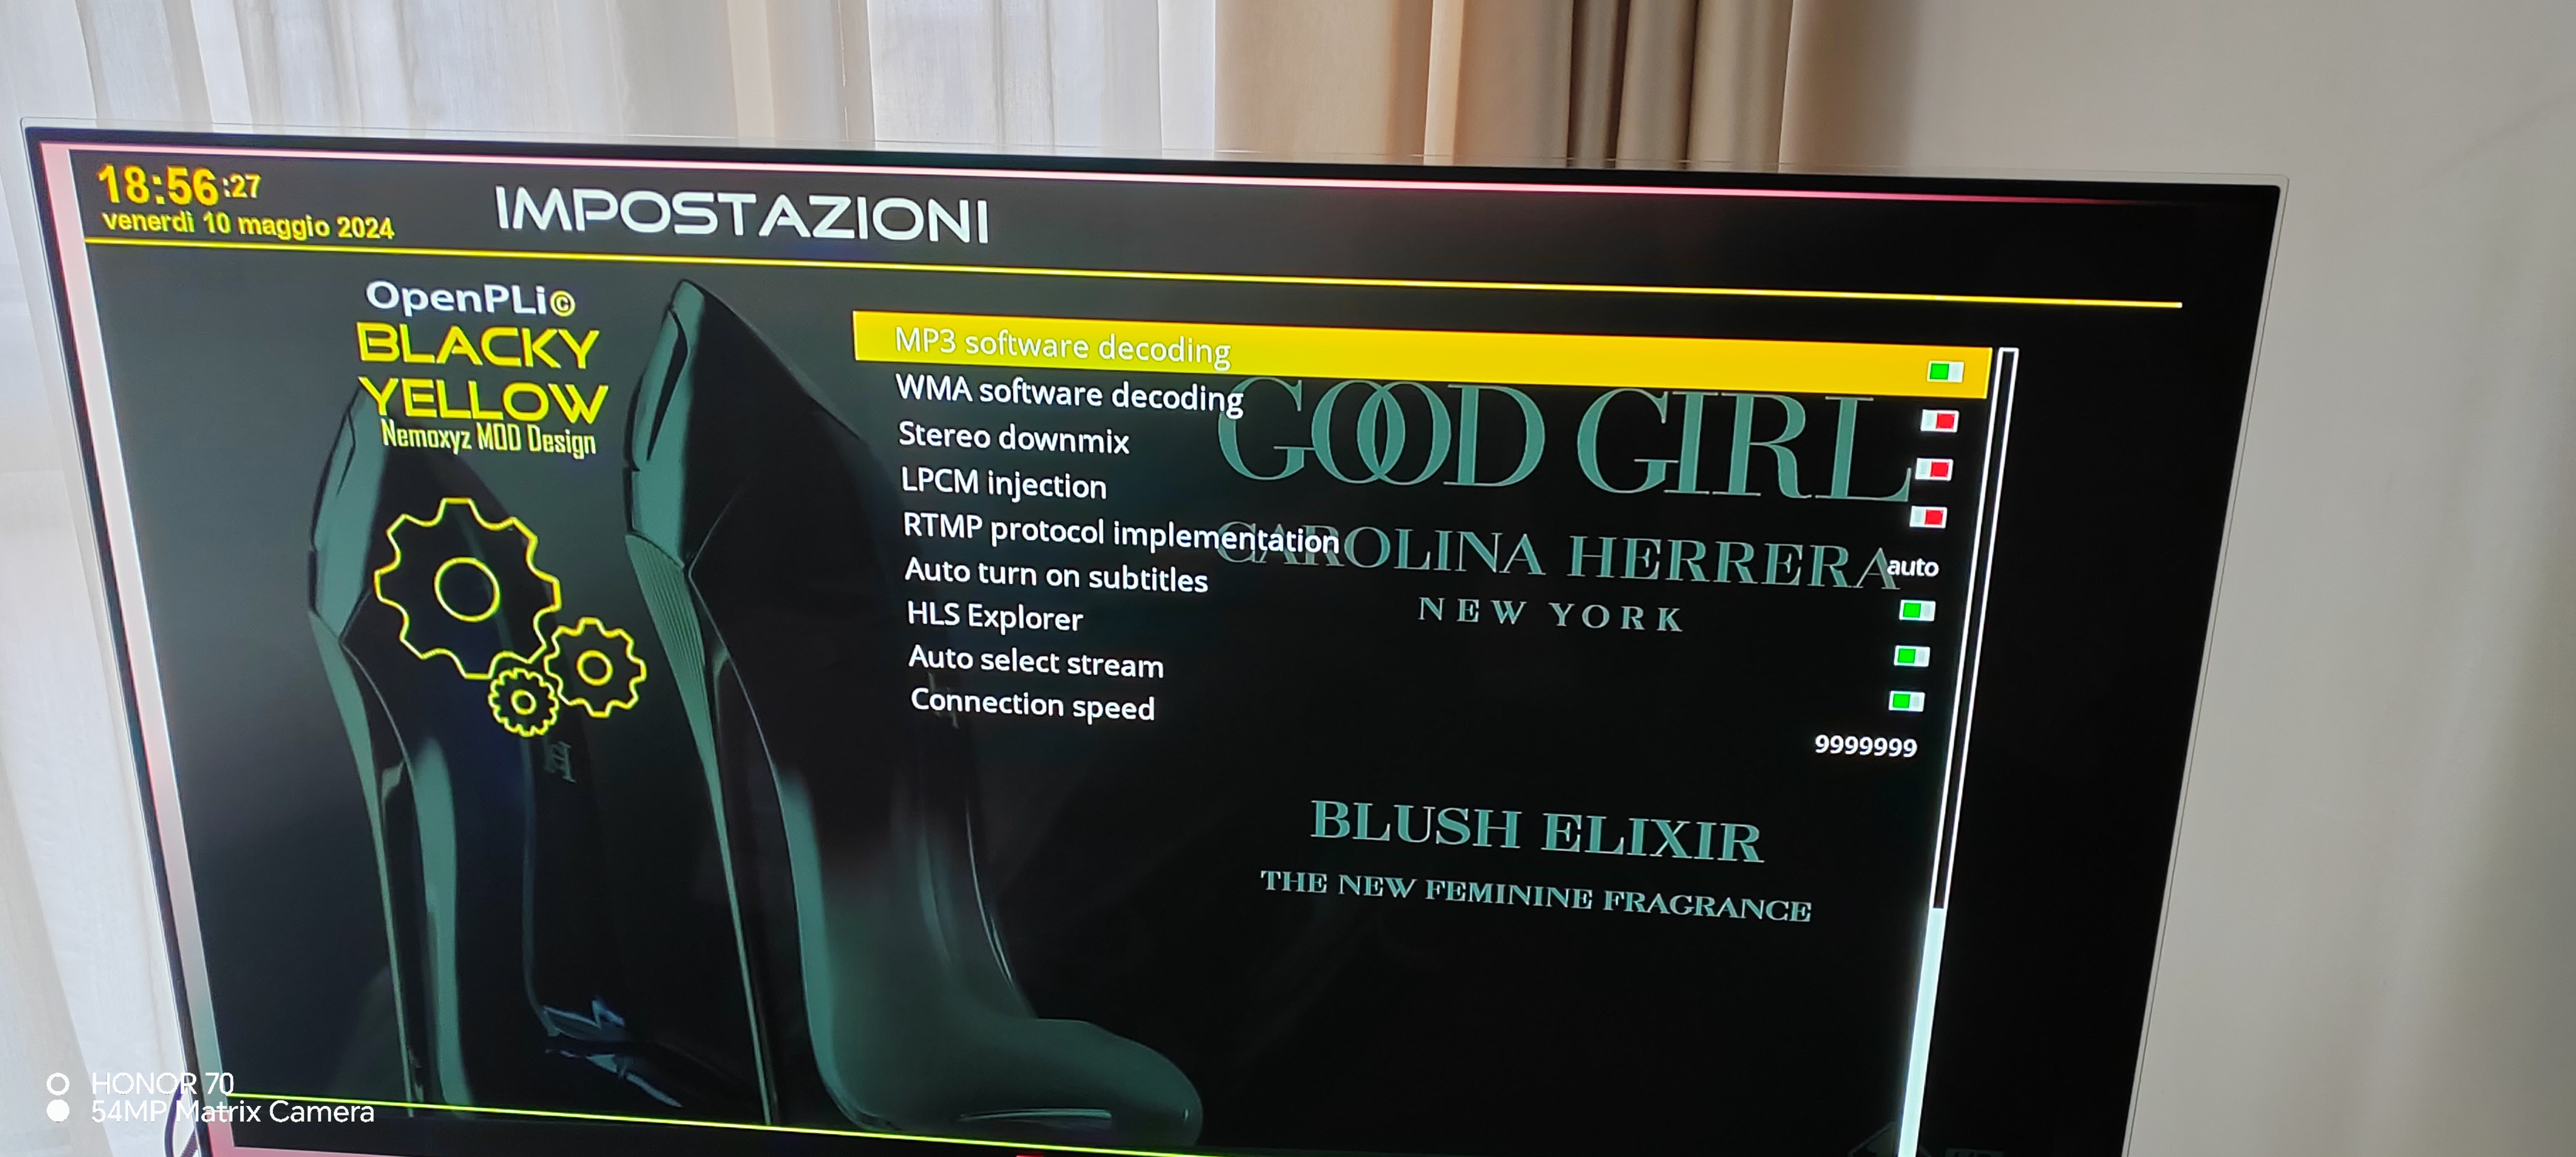 18:56:27
venerdì 10 maggio 2024
IMPOSTAZIONI
OpenPLi©
BLACKY
YELLOW
Nemoxyz MOD Design
MP3 software decoding
WMA software decoding
Stereo downmix
LPCM injection
RTMP protocol implementation
auto
Auto turn on subtitles
HLS Explorer
Auto select stream
Connection speed
9999999
GOOD GIRL
CAROLINA HERRERA
NEW YORK
BLUSH ELIXIR
THE NEW FEMININE FRAGRANCE
HONOR 70
54MP Matrix Camera